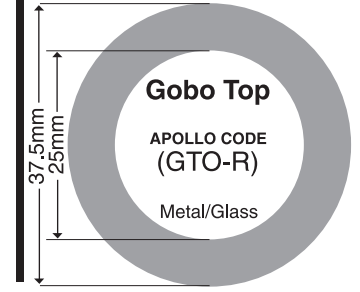 37.5mm
25mm
Gobo Top
APOLLO CODE
(GTO-R)
Metal/Glass